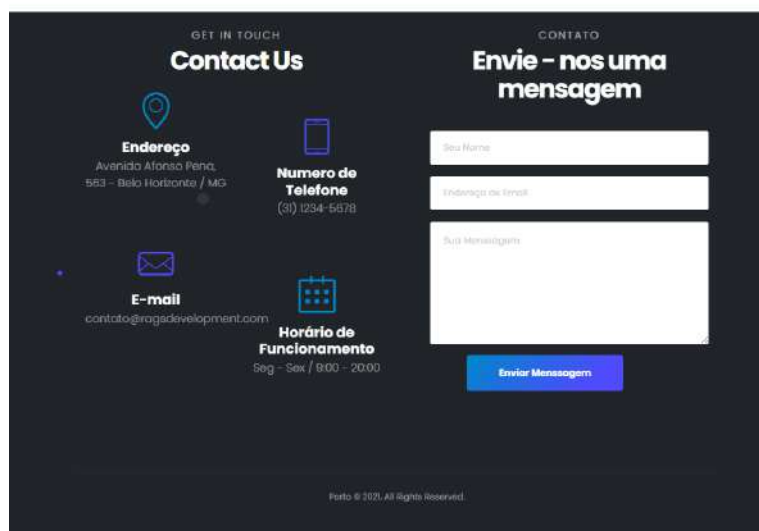 GET IN TOUCH
Contact Us
Endereço
Avenida Afonso Pena,
563 - Belo Horizonte / MG
Numero de
Telefone
(31) 1234-5678
E-mail
contato@ragsdevelopment.com
Horário de
Funcionamento
Seg - Sex / 9:00 - 20:00
CONTATO
Envie - nos uma
mensagem
Seu Nome
Endereço de Email
Sua Menssagem
Enviar Menssagem
Porto © 2021. All Rights Reserved.